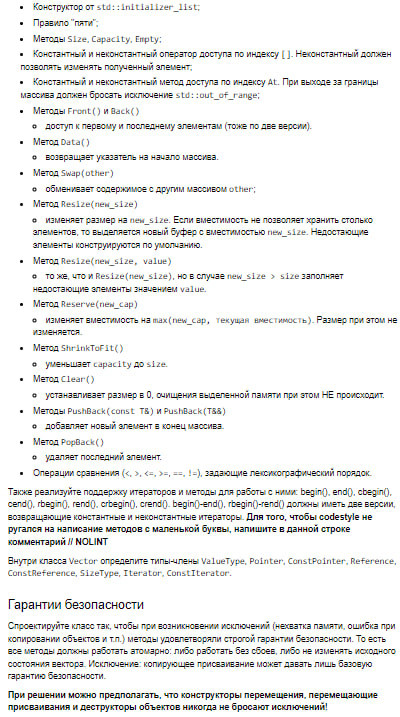 • Конструктор от std::initializer_list;
• Правило "пяти";
• Методы Size, Capacity, Empty;
• Константный и неконстантный оператор доступа по индексу [ ]. Неконстантный должен
позволять изменять полученный элемент;
• Константный и неконстантный метод доступа по индексу At. При выходе за границы
массива должен бросать исключение std::out_of_range;
• Методы Front() и Back()
доступ к первому и последнему элементам (тоже по две версии).
• Метод Data()
возвращает указатель на начало массива.
• Метод Swap(other)
обменивает содержимое с другим массивом other;
• Метод Resize(new_size)
изменяет размер на new_size. Если вместимость не позволяет хранить столько
элементов, то выделяется новый буфер с вместимостью new_size. Недостающие
элементы конструируются по умолчанию.
• Метод Resize(new_size, value)
то же, что и Resize(new_size), но в случае new_size > size заполняет
недостающие элементы значением value.
• Метод Reserve(new_cap)
изменяет вместимость на max(new_cap, текущая вместимость). Размер при этом не
изменяется.
• Метод ShrinkToFit()
уменьшает capacity до size.
• Метод Clear()
устанавливает размер в 0, очищения выделенной памяти при этом НЕ происходит.
• Методы PushBack(const T&) и PushBack(T&&)
добавляет новый элемент в конец массива.
• Метод PopBack()
удаляет последний элемент.
• Операции сравнения (<, >, <=, >=, ==, !=), задающие лексикографический порядок.
Также реализуйте поддержку итераторов и методы для работы с ними: begin(), end(), cbegin(),
cend(), rbegin(), rend(), crbegin(), crend(). begin()-end(), rbegin()-rend() должны иметь две версии,
возвращающие константные и неконстантные итераторы. Для того, чтобы codestyle не
ругался на написание методов с маленькой буквы, напишите в данной строке
комментарий // NOLINT
Внутри класса Vector определите типы-члены ValueType, Pointer, ConstPointer, Reference,
ConstReference, SizeType, Iterator, ConstIterator.
Гарантии безопасности
Спроектируйте класс так, чтобы при возникновении исключений (нехватка памяти, ошибка при
копировании объектов и т.п.) методы удовлетворяли строгой гарантии безопасности. То есть
все методы должны работать атомарно: либо работать без сбоев, либо не изменять исходного
состояния вектора. Исключение: копирующее присваивание может давать лишь базовую
гарантию безопасности.
При решении можно предполагать, что конструкторы перемещения, перемещающие
присваивания и деструкторы объектов никогда не бросают исключений!